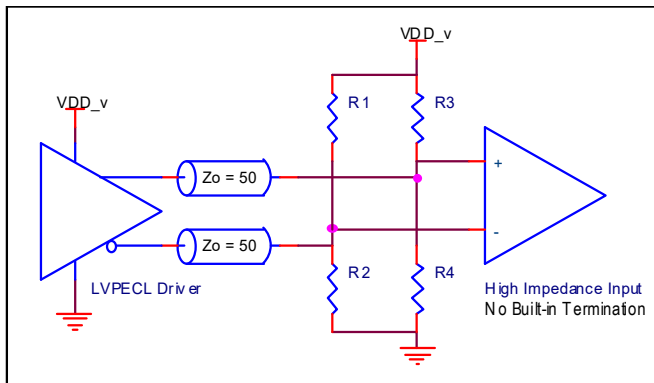 VDD_v
VDD_v
R1
R3
Zo = 50
+
Zo = 50
-
R2
R4
LVPECL Driver
High Impedance Input
No Built-in Termination